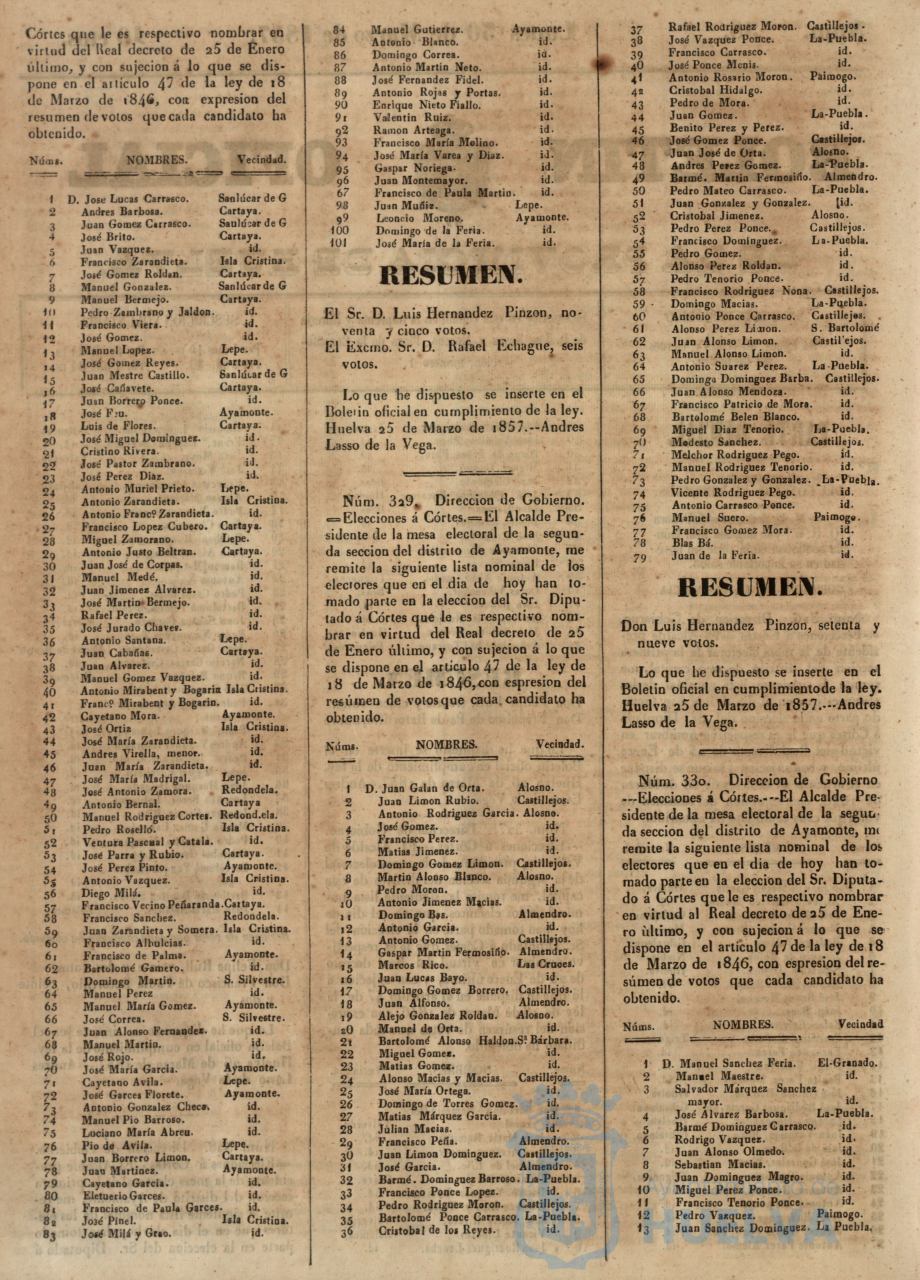 Córtes que le es respectivo nombrar en
virtud del Real decreto de 25 de Enero
último, y con sujecion á lo que se dis-
pone en el artículo 47 de la ley de 18
de Marzo de 1846, con expresion del
resumen de votos que cada candidato ha
obtenido.
Núms. NOMBRES. Vecindad.
1 D. Jose Lucas Carrasco. Sanlúcar de G
2 Andres Barbosa. Cartaya.
3 Juan Gomez Carrasco. Sanlúcar de G
4 José Brito. Cartaya.
5 Juan Vazquez. id.
6 Francisco Zarandieta. Isla Cristina.
7 José Gomez Roldan. Cartaya.
8 Manuel Gonzalez. Sanlúcar de G
9 Manuel Bermejo. Cartaya.
10 Pedro Zambrano y Jaldon. id.
11 Francisco Viera. id.
12 José Gomez. id.
13 Manuel Lopez. Lepe.
14 José Gomez Reyes. Cartaya.
15 Juan Mestre Castillo. Sanlúcar de G
16 José Cañavete. Cartaya.
17 Juan Borrero Ponce. id.
18 José Ayamonte.
19 Luis de Flores. Cartaya.
20 José Miguel Dominguez. id.
21 Cristino Rivera. id.
22 José Pastor Zambrano. id.
23 José Perez Diaz. id.
24 Antonio Muriel Prieto. Lepe.
25 Antonio Zarandieta. Isla Cristina.
26 Antonio Francº Zarandieta. id.
27 Francisco Lopez Cubero. Cartaya.
28 Miguel Zamorano. Lepe.
29 Antonio Justo Beltran. Cartaya.
30 Juan José de Corpas. id.
31 Manuel Medé. id.
32 Juan Jimenez Alvarez. id.
33 José Martin Bermejo. id.
34 Rafael Perez. id.
35 José Jurado Chaver. id.
36 Antonio Santana. Lepe.
37 Juan Cabañas. Cartaya.
38 Juan Alvarez. id.
39 Manuel Gomez Vazquez. id.
40 Antonio Mirabent y Bogarin Isla Cristina.
41 Francº Mirabent y Bogarin. id.
42 Cayetano Mora. Ayamonte.
43 José Ortiz Isla Cristina.
44 José María Zarandieta. id.
45 Andres Virella, menor. id.
46 Juan María Zarandieta. id.
47 José María Madrigal. Lepe.
48 José Antonio Zamora. Redondela.
49 Antonio Bernal. Cartaya
50 Manuel Rodriguez Cortes. Redond.ela.
51 Pedro Roselló. Isla Cristina.
52 Ventura Pascual y Catala. id.
53 José Parra y Rubio. Cartaya.
54 José Perez Pinto. Ayamonte.
55 Antonio Vazquez. Isla Cristina.
56 Diego Milá. id.
57 Francisco Vecino Peñaranda. Cartaya.
58 Francisco Sanchez. Redondela.
59 Juan Zarandieta y Somera. Isla Cristina.
60 Francisco Albulcias. id.
61 Francisco de Palma. Ayamonte.
62 Bartolomé Gamero. id.
63 Domingo Martin. S. Silvestre.
64 Manuel Perez id.
65 Manuel María Gomez. Ayamonte.
66 José Correa. S. Silvestre.
67 Juan Alonso Fernandez. id.
68 Manuel Martin. id.
69 José Rojo. id.
70 José María Garcia. Ayamonte.
71 Cayetano Avila. Lepe.
72 José Garces Florete. Ayamonte.
73 Antonio Gonzalez Checa. id.
74 Manuel Pio Barroso. id.
75 Luciano María Abreu. id.
76 Pio de Avila. Lepe.
77 Juan Borrero Limon. Cartaya.
78 Juan Martinez. Ayamonte.
79 Cayetano Garcia. id.
80 Eletuerio Garces. id.
81 Francisco de Paula Garces. id.
82 José Pinel. Isla Cristina.
83 José Milá y Grao. id.
84 Manuel Gutierrez. Ayamonte.
85 Antonio Blanco. id.
86 Domingo Correa. id.
87 Antonio Martin Neto. id.
88 José Fernandez Fidel. id.
89 Antonio Rojas y Portas. id.
90 Enrique Nieto Fiallo. id.
91 Valentin Ruiz. id.
92 Ramon Arteaga. id.
93 Francisco María Molino. id.
94 José María Varea y Diaz. id.
95 Gaspar Noriega. id.
96 Juan Montemayor. id.
67 Francisco de Paula Martin. id.
98 Juan Muñiz. Lepe.
99 Leoncio Moreno. Ayamonte.
100 Domingo de la Feria. id.
101 José María de la Feria. id.
RESUMEN.
El Sr. D. Luis Hernandez Pinzon, no-
venta y cinco votos.
El Excmo. Sr. D. Rafael Echague, seis
votos.
Lo que he dispuesto se inserte en el
Boletin oficial en cumplimiento de la ley.
Huelva 25 de Marzo de 1857.--Andres
Lasso de la Vega.
Núm. 329. Direccion de Gobierno.
=Elecciones á Córtes.=El Alcalde Pre-
sidente de la mesa electoral de la segun-
da seccion del distrito de Ayamonte, me
remite la siguiente lista nominal de los
electores que en el dia de hoy han to-
mado parte en la eleccion del Sr. Dipu-
tado á Córtes que le es respectivo nom-
brar en virtud del Real decreto de 25
de Enero último, y con sujecion á lo que
se dispone en el articulo 47 de la ley de
18 de Marzo de 1846, con espresion del
resúmen de votos que cada candidato ha
obtenido.
Núms. NOMBRES. Vecindad.
1 D. Juan Galan de Orta. Alosno.
2 Juan Limon Rubio. Castillejos.
3 Antonio Rodriguez Garcia. Alosno.
4 José Gomez. id.
5 Francisco Perez. id.
6 Matias Jimenez. id.
7 Domingo Gomez Limon. Castillejos.
8 Martin Alonso Blanco. Alosno.
9 Pedro Moron. id.
10 Antonio Jimenez Macias. id.
11 Domingo Bas. Almendro.
12 Antonio Garcia. id.
13 Antonio Gomez. Castillejos.
14 Gaspar Martin Fermosiño. Almendro.
15 Marcos Rico. Las Cruces.
16 Juan Lucas Bayo. id.
17 Domingo Gomez Borrero. Castillejos.
18 Juan Alfonso. Almendro.
19 Alejo Gonzalez Roldan. Alosno.
20 Manuel de Orta. id.
21 Bartolomé Alonso Haldon. Sª Bárbara.
22 Miguel Gomez. id.
23 Matias Gomez. id.
24 Alonso Macias y Macias. Castillejos.
25 José María Ortega. id.
26 Domingo de Torres Gomez. id.
27 Matias Márquez Garcia. id.
28 Julian Macias. id.
29 Francisco Peña. Almendro.
30 Juan Limon Dominguez. Castillejos.
31 José Garcia. Almendro.
32 Barmé. Dominguez Borroso. La-Puebla.
33 Francisco Ponce Lopez. id.
34 Pedro Rodriguez Moron. Castillejos.
35 Bartolomé Ponce Carrasco. La-Puebla.
36 Cristobal de los Reyes. id.
37 Rafael Rodriguez Moron. Castillejos.
38 José Vazquez Ponce. La-Puebla.
39 Francisco Carrasco. id.
40 José Ponce Menis. id.
41 Antonio Rosario Moron. Paimogo.
42 Cristobal Hidalgo. id.
43 Pedro de Mora. id.
44 Juan Gomez. La-Puebla.
45 Benito Perez y Perez. id.
46 José Gomez Ponce. Castillejos.
47 Juan José de Orta. Alosno.
48 Andres Perez Gomez. La-Puebla.
49 Barmé. Martin Fermosiño. Almendro.
50 Pedro Mateo Carrasco. La-Puebla.
51 Juan Gonzalez y Gonzalez. id.
52 Cristobal Jimenez. Alosno.
53 Pedro Perez Ponce. Castillejos.
54 Francisco Dominguez. La-Puebla.
55 Pedro Gomez. id.
56 Alonso Perez Roldan. id.
57 Pedro Tenorio Ponce. id.
58 Francisco Rodriguez Nona. Castillejos.
59 Domingo Macias. La-Puebla.
60 Antonio Ponce Carrasco. Castillejos.
61 Alonso Perez Limon. S. Bartolomé
62 Juan Alonso Limon. Castil'ejos.
63 Manuel Alonso Limon. id.
64 Antonio Suarez Perez. La-Puebla.
65 Domingo Dominguez Barba. Castillejos.
66 Juan Alonso Mendoza. id.
67 Francisco Patricio de Mora. id.
68 Bartolomé Belen Blanco. id.
69 Miguel Diaz Tenorio. La-Puebla.
70 Modesto Sanchez. Castillejos.
71 Melchor Rodriguez Pego. id.
72 Manuel Rodriguez Tenorio. id.
73 Pedro Gonzalez y Gonzalez. La-Puebla.
74 Vicente Rodriguez Pego. id.
75 Antonio Carrasco Ponce. id.
76 Manuel Suero. Paimogo.
77 Francisco Gomez Mora. id.
78 Blas Bá. id.
79 Juan de la Feria. id.
RESUMEN.
Don Luis Hernandez Pinzon, setenta y
nueve votos.
Lo que he dispuesto se inserte en el
Boletin oficial en cumplimiento de la ley.
Huelva 25 de Marzo de 1857.---Andres
Lasso de la Vega.
Núm. 330. Direccion de Gobierno
---Elecciones á Córtes.---El Alcalde Pre-
sidente de la mesa electoral de la segun-
da seccion del distrito de Ayamonte, me
remite la siguiente lista nominal de los
electores que en el dia de hoy han to-
mado parte en la eleccion del Sr. Diputa-
do á Córtes que le es respectivo nombrar
en virtud al Real decreto de 25 de Ene-
ro último, y con sujecion á lo que se
dispone en el artículo 47 de la ley de 18
de Marzo de 1846, con espresion del re-
súmen de votos que cada candidato ha
obtenido.
Núms. NOMBRES. Vecindad
1 D. Manuel Sanchez Feria. El-Granado.
2 Manuel Maestre. id.
3 Salvador Márquez Sanchez
mayor. id.
4 José Alvarez Barbosa. La-Puebla.
5 Barmé Dominguez Carrasco. id.
6 Rodrigo Vazquez. id.
7 Juan Alonso Olmedo. id.
8 Sebastian Macias. id.
9 Juan Dominguez Magro. id.
10 Miguel Perez Ponce. id.
11 Francisco Tenorio Ponce. id.
12 Pedro Vazquez. Paimogo.
13 Juan Sanchez Dominguez. La Puebla.
HUELVA